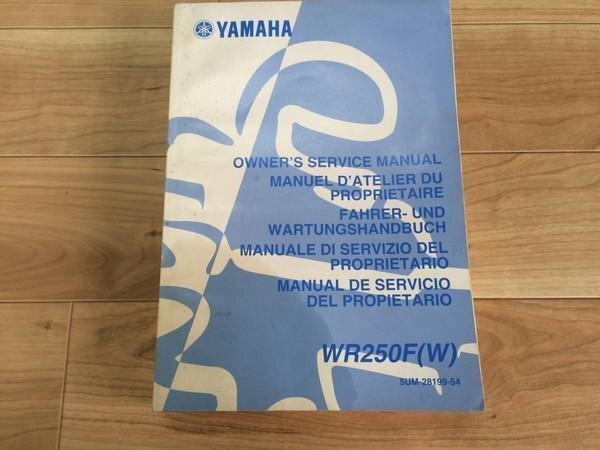 YAMAHA
OWNER'S SERVICE MANUAL
MANUEL D'ATELIER DU
PROPRIETAIRE
FAHRER- UND
WARTUNGSHANDBUCH
MANUALE DI SERVIZIO DEL
PROPRIETARIO
MANUAL DE SERVICIO
DEL PROPIETARIO
WR250F(W)
5UM-28199-54